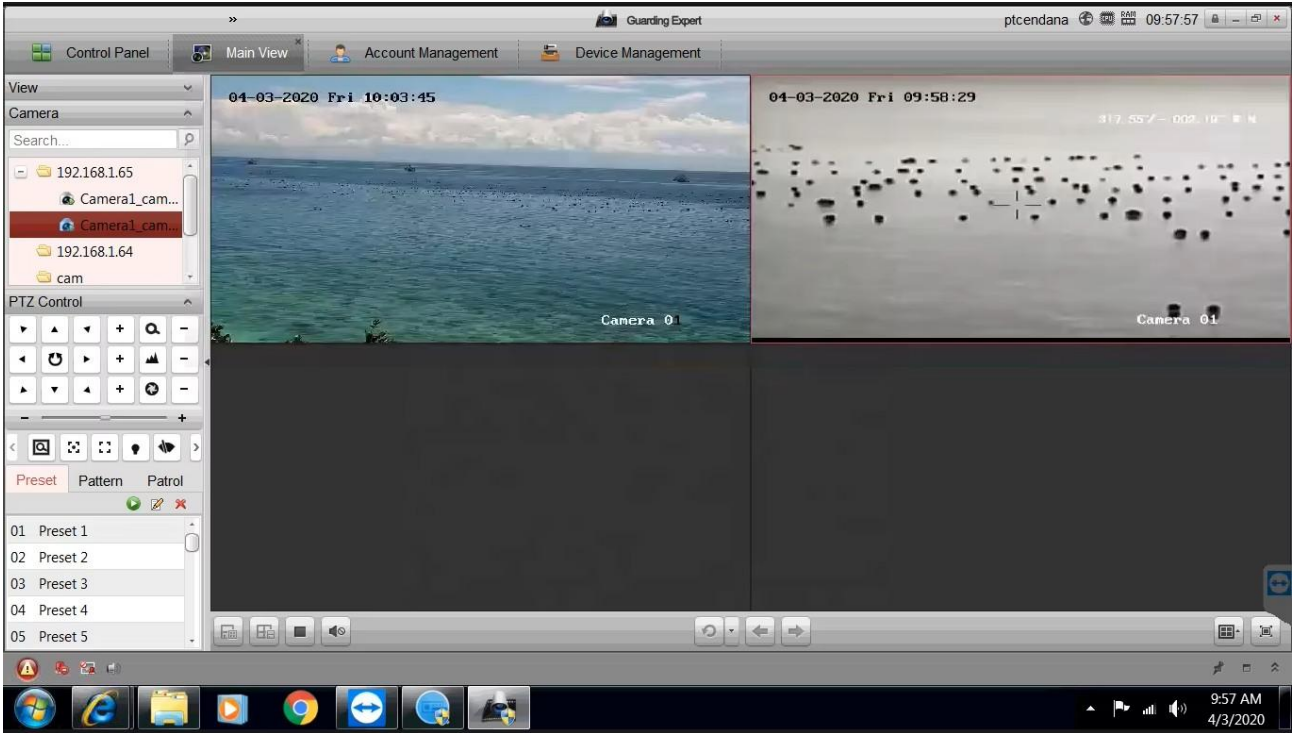 »
Guarding Expert
ptcendana
RAM
09:57:57
Control Panel
Main View
Account Management
Device Management
View
Camera
Search...
192.168.1.65
Camera1_cam...
Camera1_cam...
192.168.1.64
cam
PTZ Control
Preset Pattern Patrol
01 Preset 1
02 Preset 2
03 Preset 3
04 Preset 4
05 Preset 5
04-03-2020 Fri 10:03:45
Camera 01
04-03-2020 Fri 09:58:29
Camera 01
9:57 AM
4/3/2020